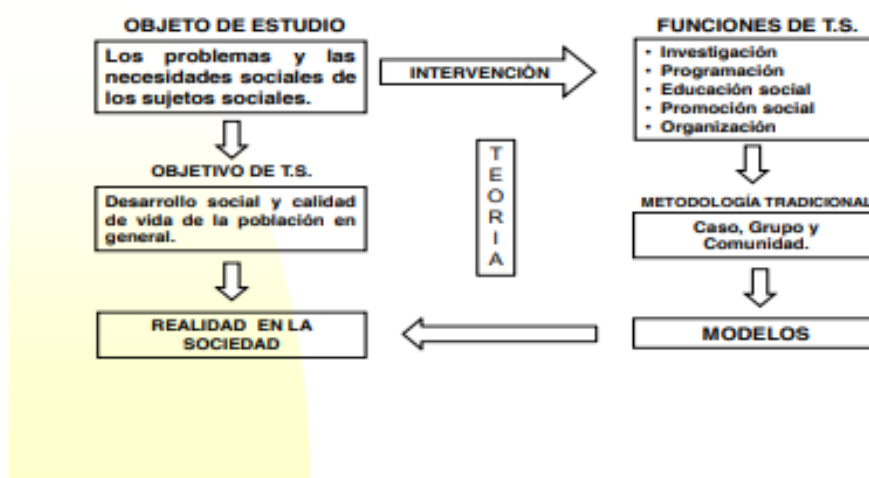 OBJETO DE ESTUDIO
Los problemas y las
necesidades sociales de
los sujetos sociales.
OBJETIVO DE T.S.
Desarrollo social y calidad
de vida de la población en
general.
REALIDAD EN LA
SOCIEDAD
INTERVENCIÒN
T
E
O
R
I
A
FUNCIONES DE T.S.
• Investigación
• Programación
• Educación social
• Promoción social
• Organización
METODOLOGÍA TRADICIONAL
Caso, Grupo y
Comunidad.
MODELOS